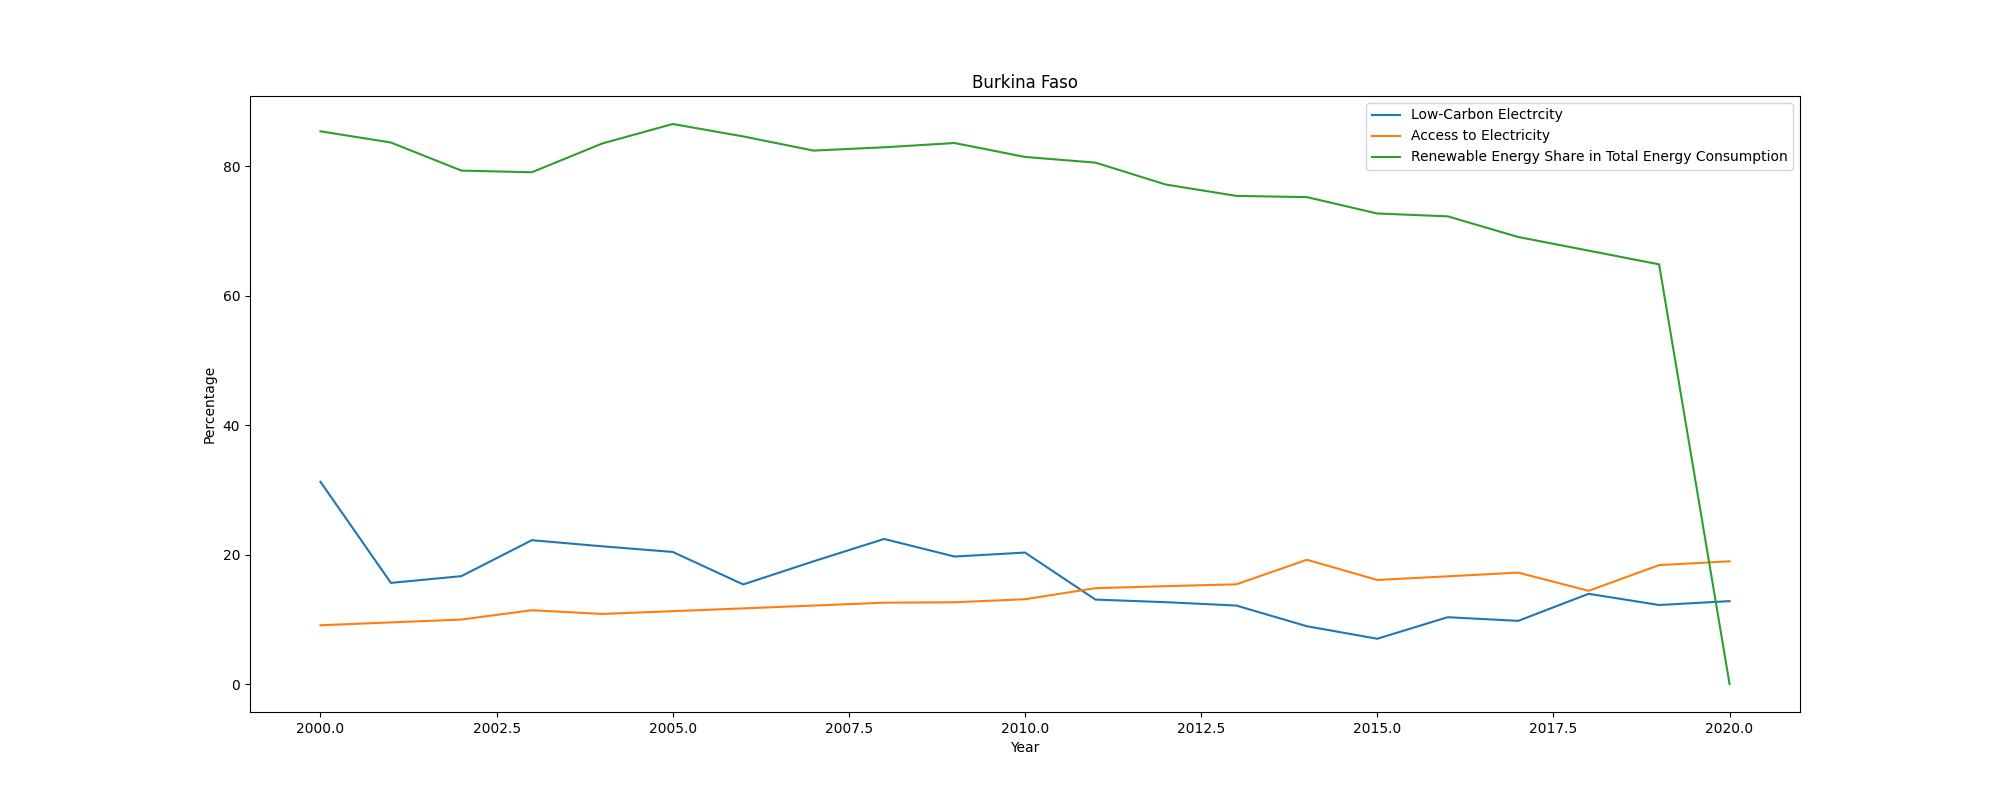 Burkina Faso
Low-Carbon Electrcity
Access to Electricity
Renewable Energy Share in Total Energy Consumption
80
60
40
20
0
Percentage
2000.0 2002.5 2005.0 2007.5 2010.0 2012.5 2015.0 2017.5 2020.0
Year